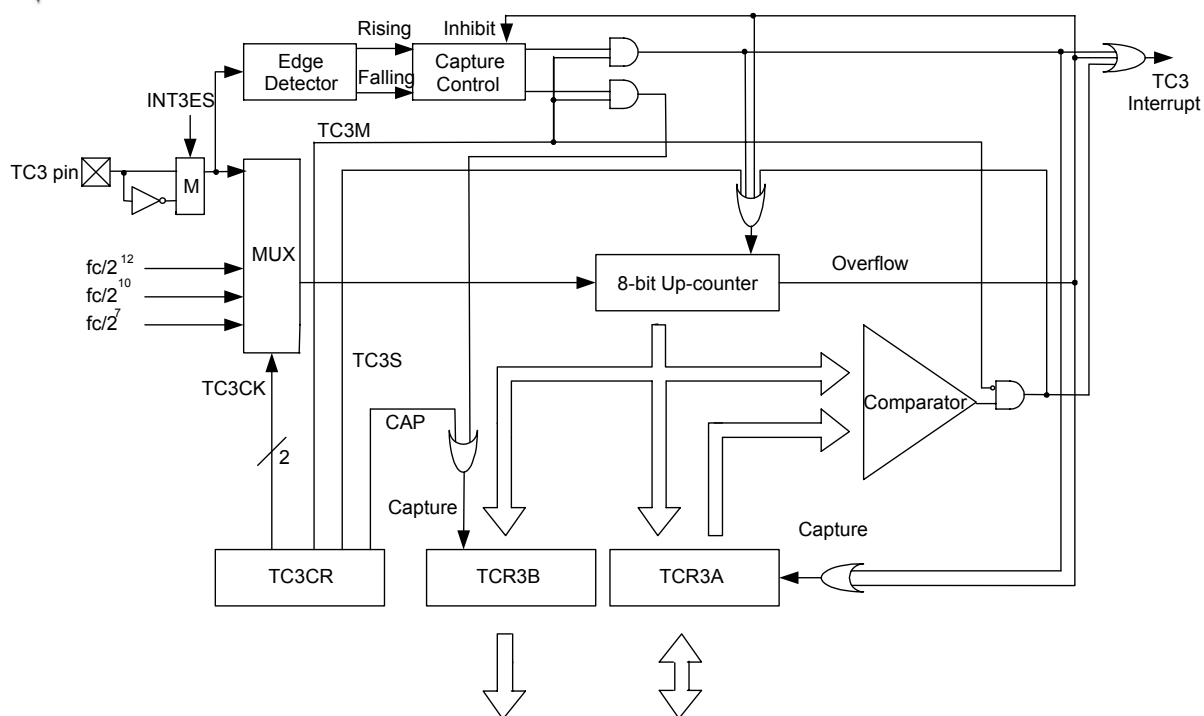 Rising
Inhibit
Edge
Detector
Capture
Control
Falling
INT3ES
TC3
Interrupt
TC3M
TC3 pin
M
MUX
fc/2^12
fc/2^10
fc/2^7
8-bit Up-counter
Overflow
TC3S
TC3CK
CAP
Comparator
2
Capture
Capture
TC3CR
TCR3B
TCR3A